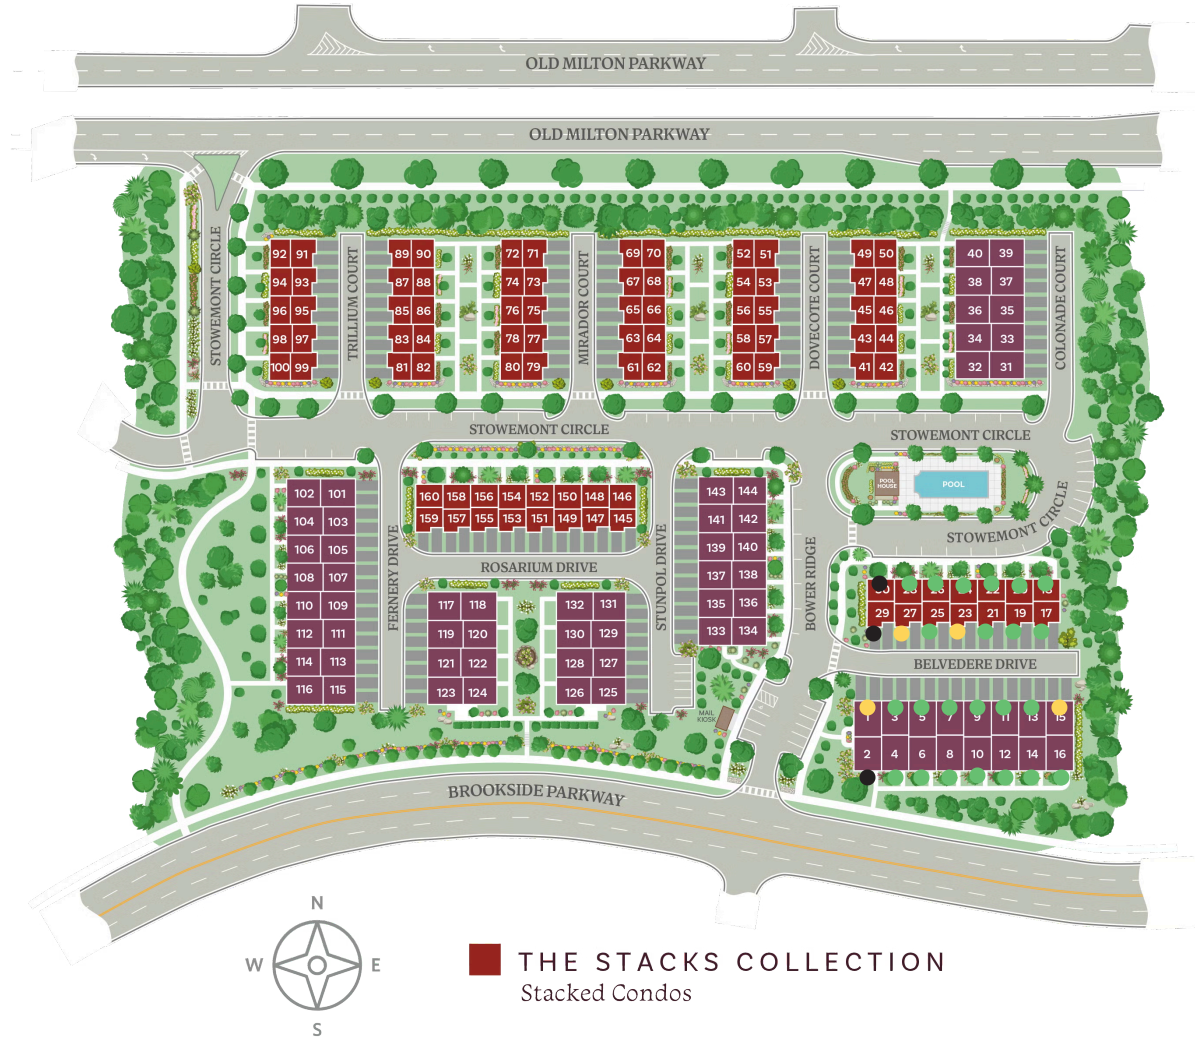 OLD MILTON PARKWAY
OLD MILTON PARKWAY
STOWEMONT CIRCLE
TRILLIUM COURT
MIRADOR COURT
DOVECOTE COURT
COLONADE COURT
92 91
94 93
96 95
98 97
100 99
89 90
87 88
85 86
83 84
81 82
72 71
74 73
76 75
78 77
80 79
69 70
67 68
65 66
63 64
61 62
52 51
54 53
56 55
58 57
60 59
49 50
47 48
45 46
43 44
41 42
40 39
38 37
36 35
34 33
32 31
STOWEMONT CIRCLE
STOWEMONT CIRCLE
POOL
HOUSE
POOL
STOWEMONT CIRCLE
102 101
104 103
106 105
108 107
110 109
112 111
114 113
116 115
FERNERY DRIVE
160 158 156 154 152 150 148 146
159 157 155 153 151 149 147 145
ROSARIUM DRIVE
STUNPOL DRIVE
117 118
119 120
121 122
123 124
132 131
130 129
128 127
126 125
143 144
141 142
139 140
137 138
135 136
133 134
BOWER RIDGE
29 27 25 23 21 19 17
BELVEDERE DRIVE
1 3 5 7 9 11 13 15
2 4 6 8 10 12 14 16
MAIL
KIOSK
BROOKSIDE PARKWAY
N
W E
S
THE STACKS COLLECTION
Stacked Condos